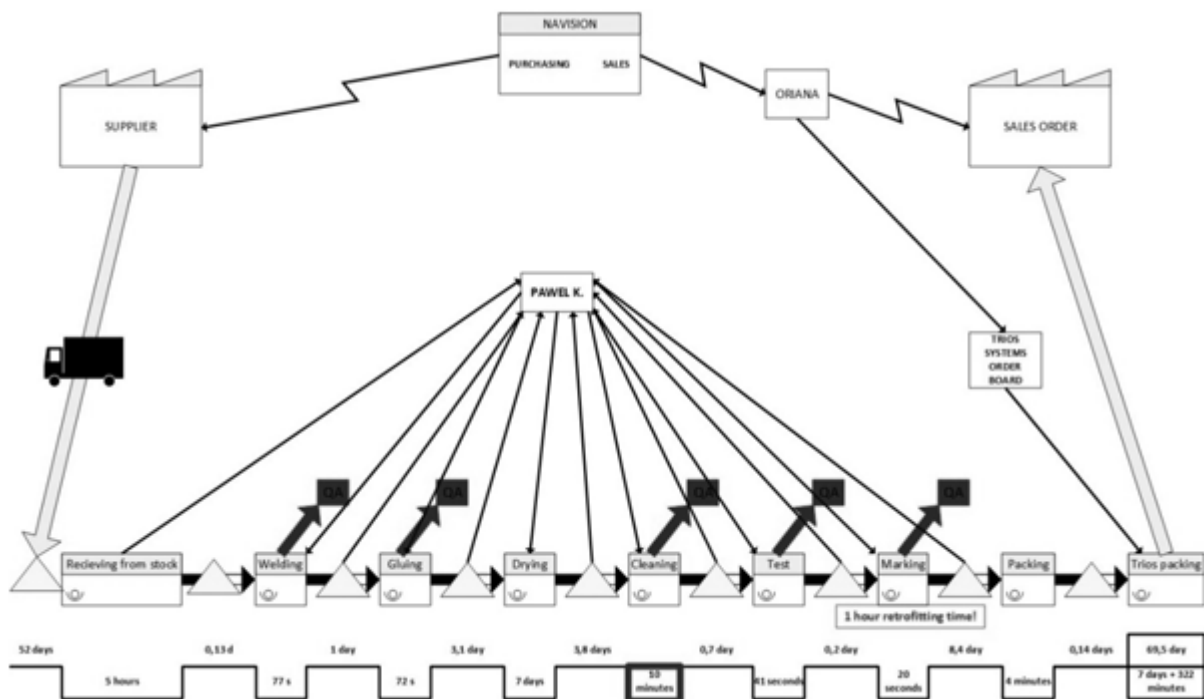 NAVISION
PURCHASING SALES
ORIANA
SUPPLIER
SALES ORDER
PAWEL K.
TRIOS
SYSTEMS
ORDER
BOARD
QA QA QA QA QA
Recieving from stock Welding Gluing Drying Cleaning Test Marking Packing Trios packing
1 hour retrofitting time!
52 days 0,13 d 1 day 3,1 day 3,8 days 0,7 day 0,2 day 8,4 day 0,14 days 69,5 day
5 hours 77 s 72 s 7 days 10 minutes 41 seconds 20 seconds 4 minutes 7 days + 322 minutes